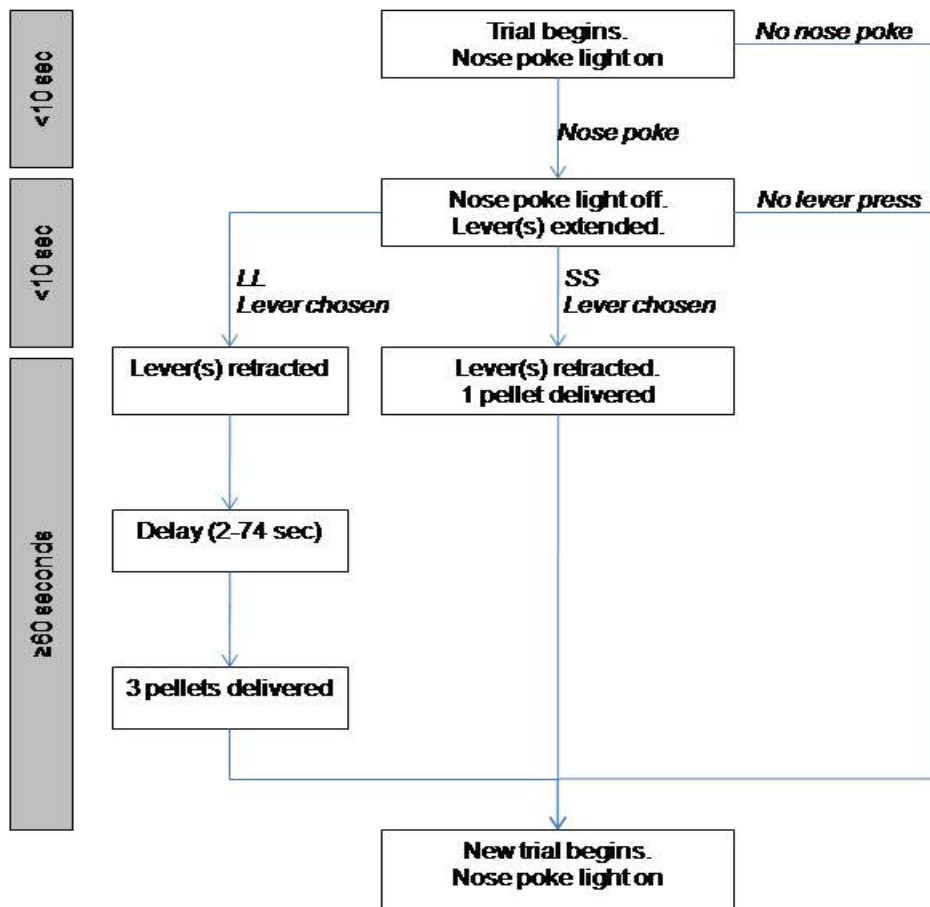 <10 sec
Trial begins.
Nose poke light on
No nose poke
Nose poke
<10 sec
Nose poke light off.
Lever(s) extended.
No lever press
LL
Lever chosen
SS
Lever chosen
≥60 seconds
Lever(s) retracted
Lever(s) retracted.
1 pellet delivered
Delay (2-74 sec)
3 pellets delivered
New trial begins.
Nose poke light on